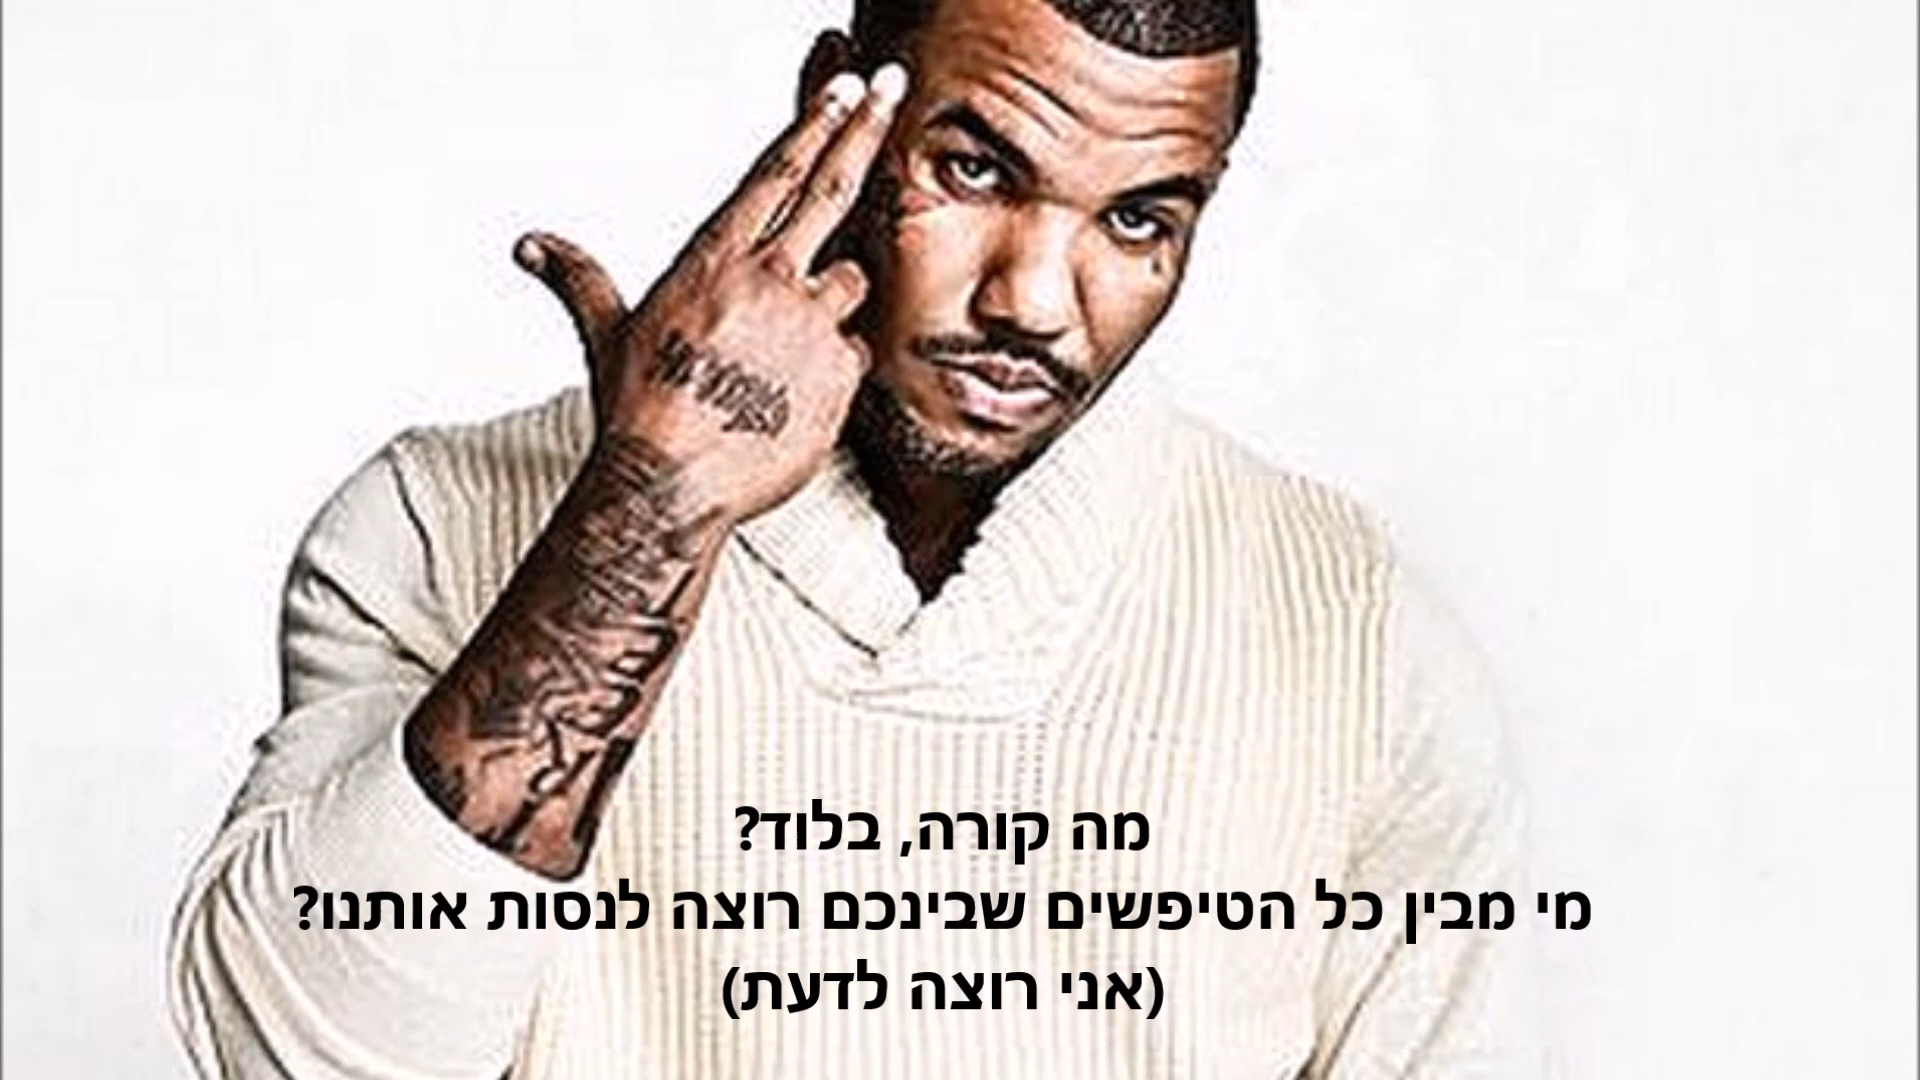 מה קורה, בלוד?
מי מבין כל הטיפשים שבינכם רוצה לנסות אותנו?
(אני רוצה לדעת)